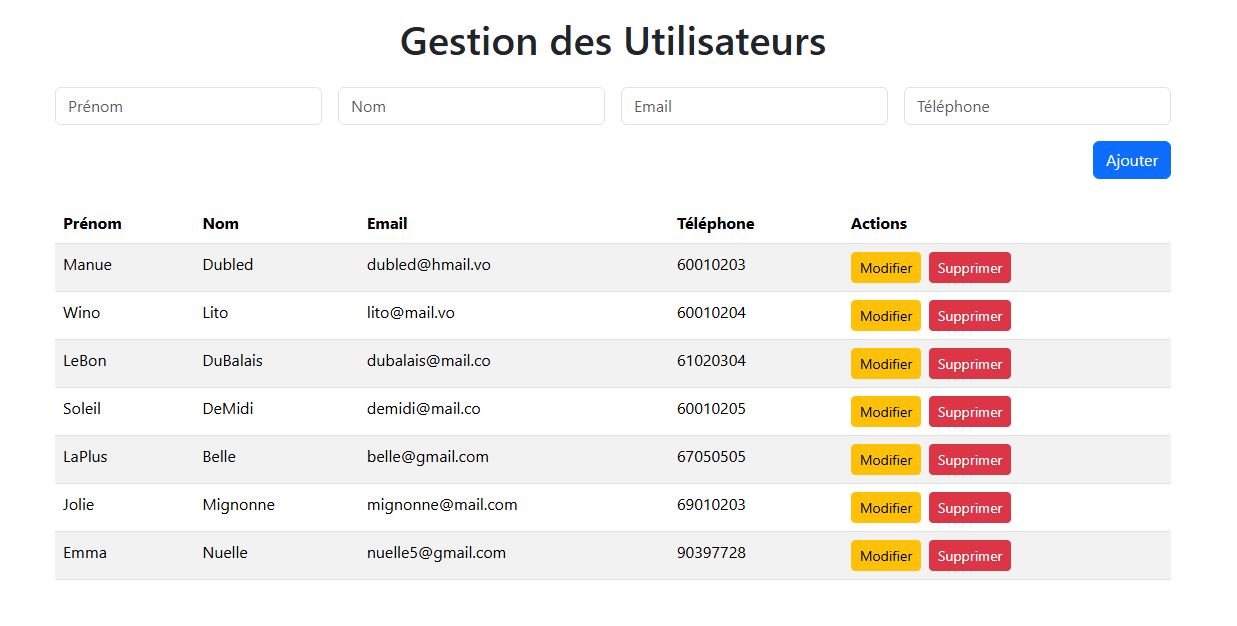 Gestion des Utilisateurs
Prénom Nom Email Téléphone
Ajouter
Prénom Nom Email Téléphone Actions
Manue Dubled dubled@hmail.vo 60010203 Modifier Supprimer
Wino Lito lito@mail.vo 60010204 Modifier Supprimer
LeBon DuBalais dubalais@mail.co 61020304 Modifier Supprimer
Soleil DeMidi demidi@mail.co 60010205 Modifier Supprimer
LaPlus Belle belle@gmail.com 67050505 Modifier Supprimer
Jolie Mignonne mignonne@mail.com 69010203 Modifier Supprimer
Emma Nuelle nuelle5@gmail.com 90397728 Modifier Supprimer